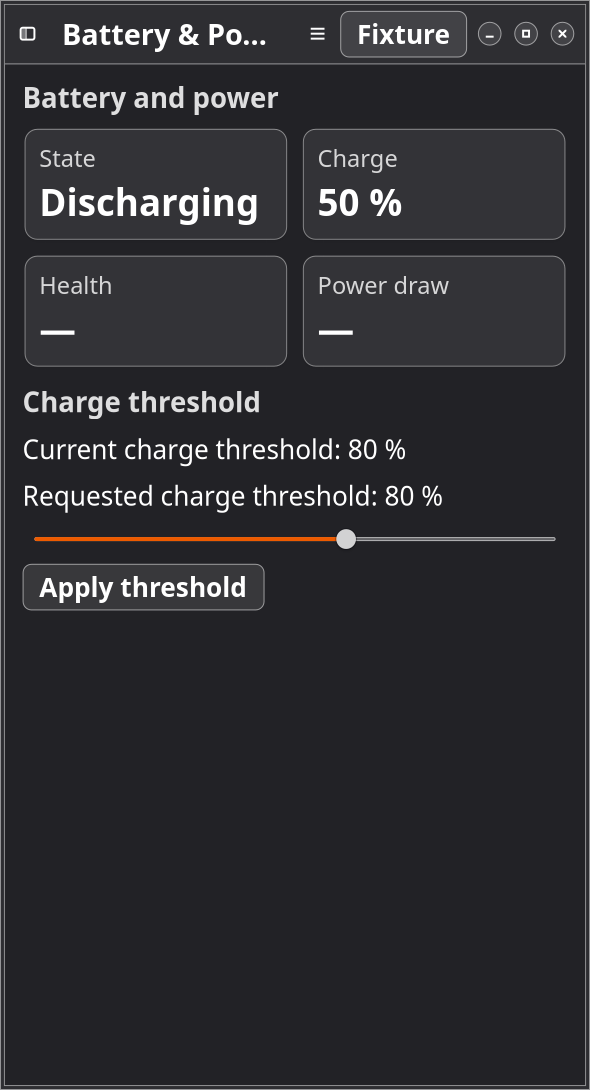 Battery & Po... Fixture
Battery and power
State Charge
Discharging 50 %
Health Power draw
— —
Charge threshold
Current charge threshold: 80 %
Requested charge threshold: 80 %
Apply threshold